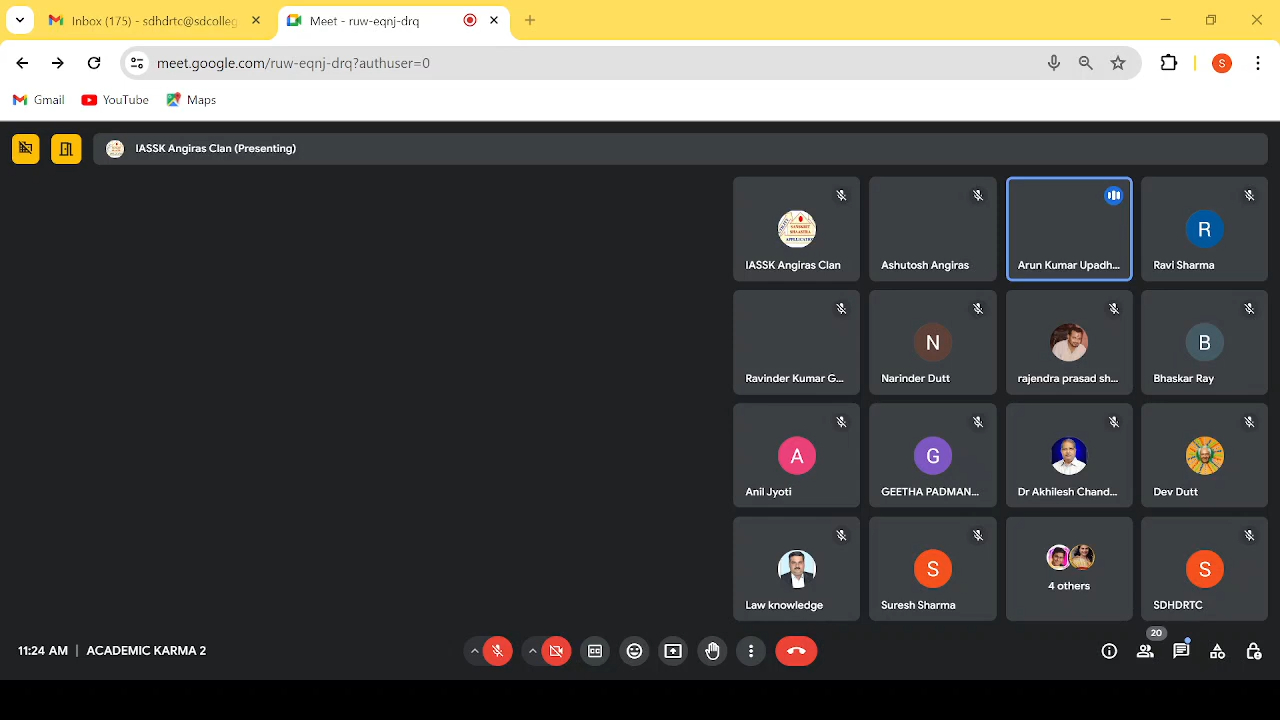 Inbox (175) - sdhdrtc@sdcolleg
Meet - ruw-eqnj-drq
meet.google.com/ruw-eqnj-drq?authuser=0
S
Gmail
YouTube
Maps
IASSK Angiras Clan (Presenting)
IASSK Angiras Clan
Ashutosh Angiras
Arun Kumar Upadh...
R
Ravi Sharma
Ravinder Kumar G...
N
Narinder Dutt
rajendra prasad sh...
B
Bhaskar Ray
A
Anil Jyoti
G
GEETHA PADMAN...
Dr Akhilesh Chand...
Dev Dutt
Law knowledge
S
Suresh Sharma
4 others
S
SDHDRTC
11:24 AM | ACADEMIC KARMA 2
CC
20